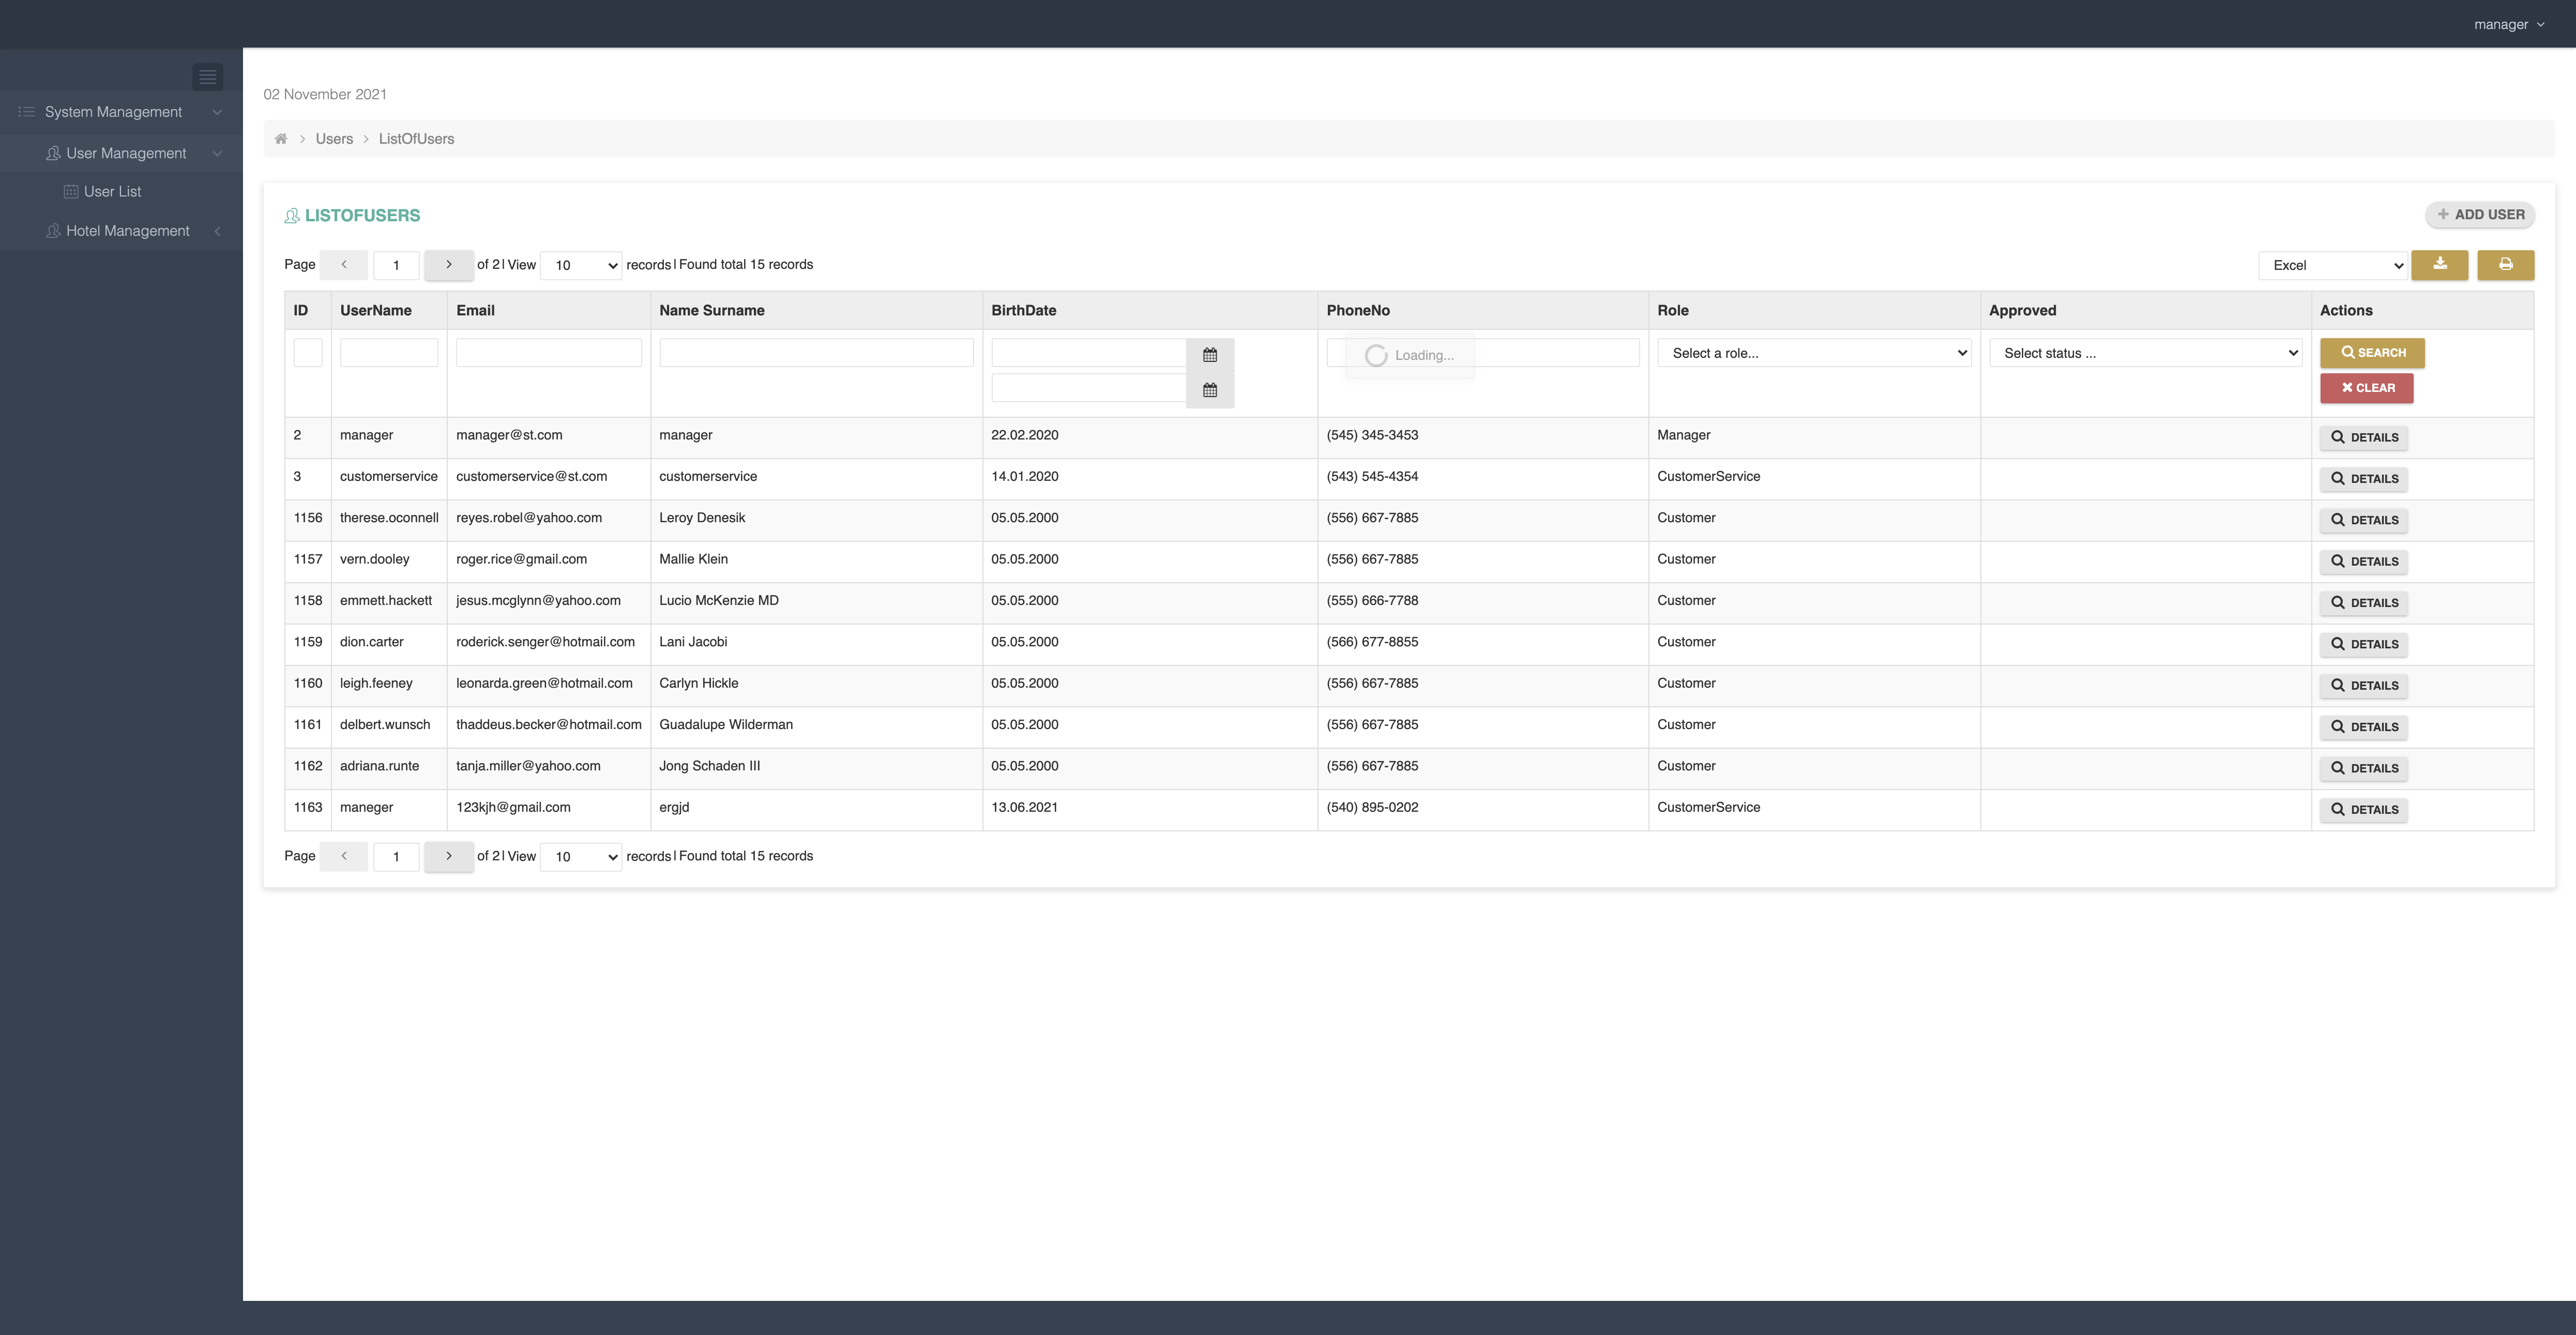 manager
02 November 2021
System Management
Users > ListOfUsers
User Management
User List
LISTOFUSERS
ADD USER
Hotel Management
Page < 1 > of 2 | View 10 records | Found total 15 records Excel
ID UserName Email Name Surname BirthDate PhoneNo Role Approved Actions
Loading... Select a role... Select status ... SEARCH
CLEAR
2 manager manager@st.com manager 22.02.2020 (545) 345-3453 Manager DETAILS
3 customerservice customerservice@st.com customerservice 14.01.2020 (543) 545-4354 CustomerService DETAILS
1156 therese.oconnell reyes.robel@yahoo.com Leroy Denesik 05.05.2000 (556) 667-7885 Customer DETAILS
1157 vern.dooley roger.rice@gmail.com Mallie Klein 05.05.2000 (556) 667-7885 Customer DETAILS
1158 emmett.hackett jesus.mcglynn@yahoo.com Lucio McKenzie MD 05.05.2000 (555) 666-7788 Customer DETAILS
1159 dion.carter roderick.senger@hotmail.com Lani Jacobi 05.05.2000 (566) 677-8855 Customer DETAILS
1160 leigh.feeney leonarda.green@hotmail.com Carlyn Hickle 05.05.2000 (556) 667-7885 Customer DETAILS
1161 delbert.wunsch thaddeus.becker@hotmail.com Guadalupe Wilderman 05.05.2000 (556) 667-7885 Customer DETAILS
1162 adriana.runte tanja.miller@yahoo.com Jong Schaden III 05.05.2000 (556) 667-7885 Customer DETAILS
1163 maneger 123kjh@gmail.com ergjd 13.06.2021 (540) 895-0202 CustomerService DETAILS
Page < 1 > of 2 | View 10 records | Found total 15 records